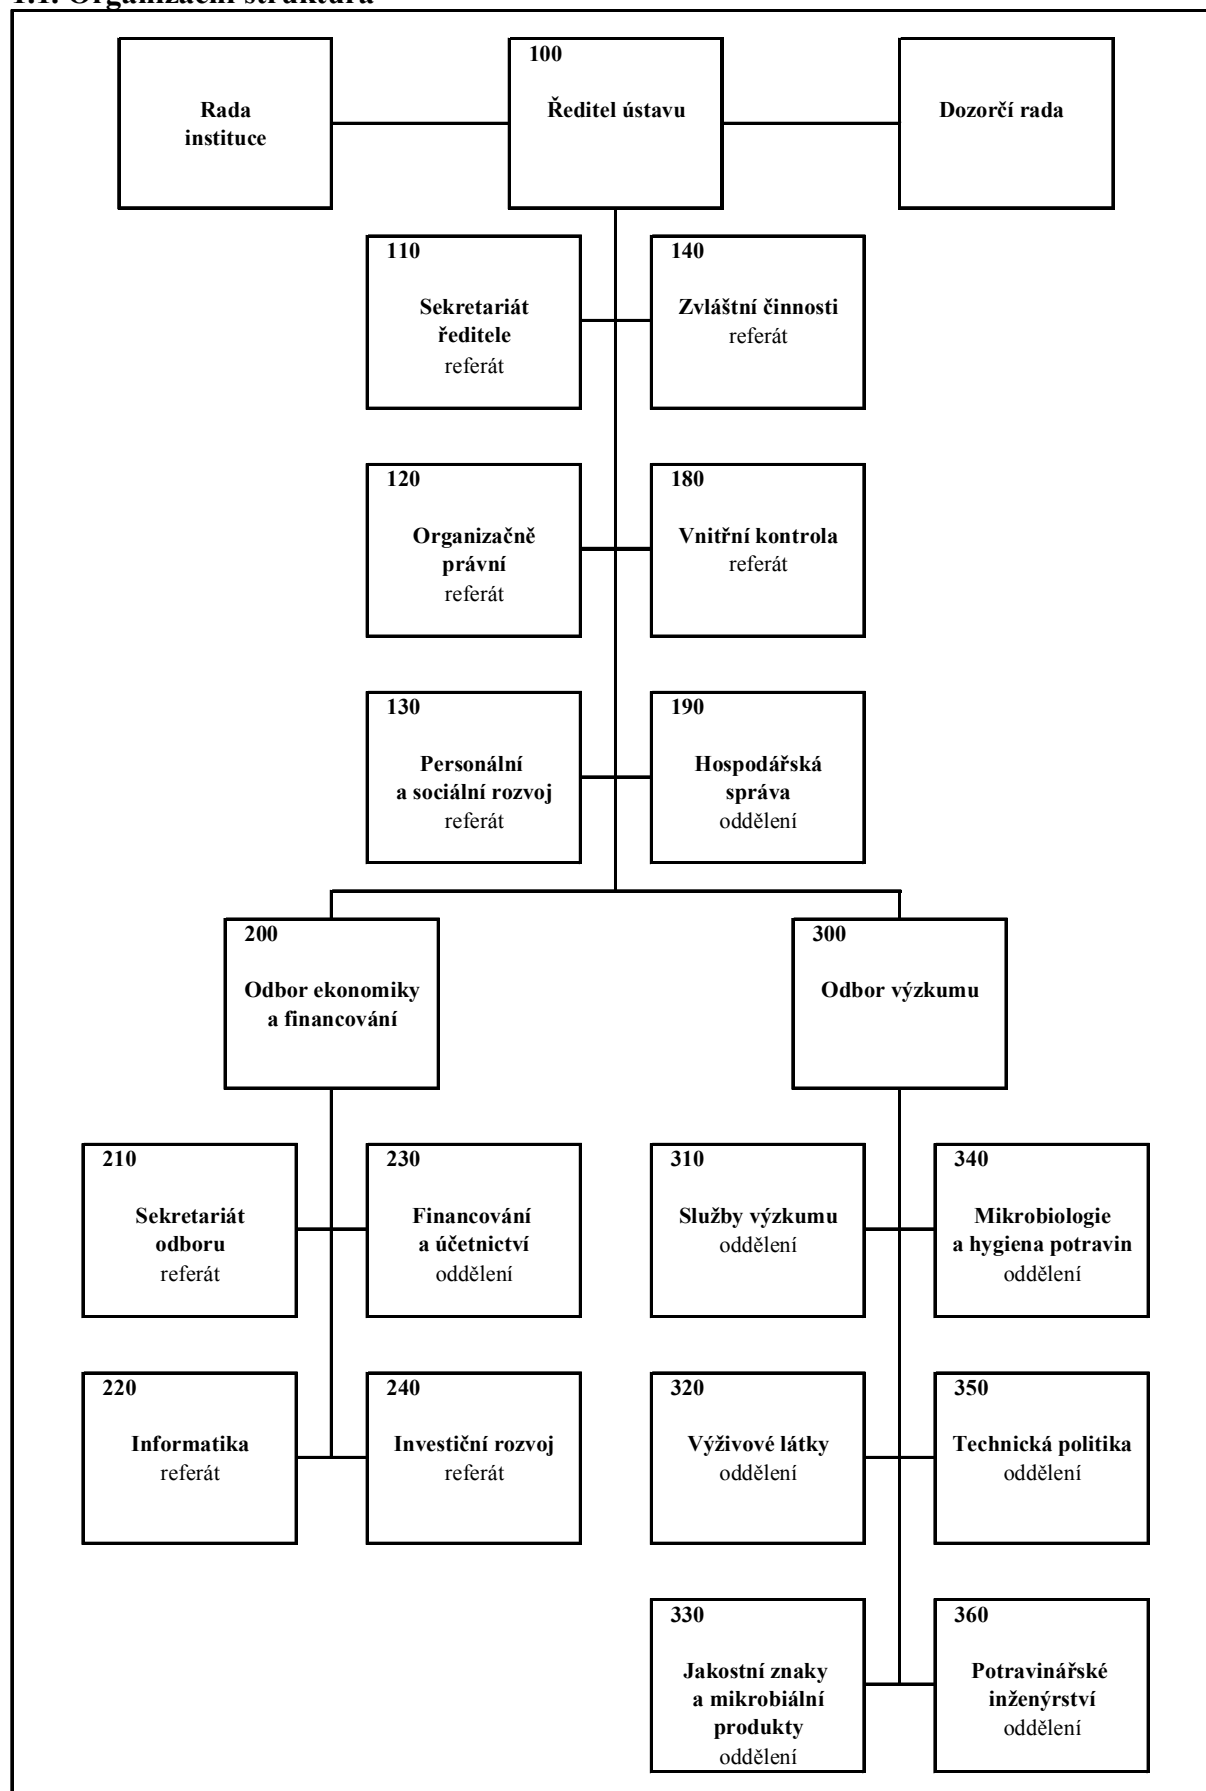 1.1. Organizační struktura
Rada
instituce
100
Ředitel ústavu
Dozorčí rada
110
Sekretariát
ředitele
referát
140
Zvláštní činnosti
referát
120
Organizačně
právní
referát
180
Vnitřní kontrola
referát
130
Personální
a sociální rozvoj
referát
190
Hospodářská
správa
oddělení
200
Odbor ekonomiky
a financování
300
Odbor výzkumu
210
Sekretariát
odboru
referát
230
Financování
a účetnictví
oddělení
310
Služby výzkumu
oddělení
340
Mikrobiologie
a hygiena potravin
oddělení
220
Informatika
referát
240
Investiční rozvoj
referát
320
Výživové látky
oddělení
350
Technická politika
oddělení
330
Jakostní znaky
a mikrobiální
produkty
oddělení
360
Potravinářské
inženýrství
oddělení